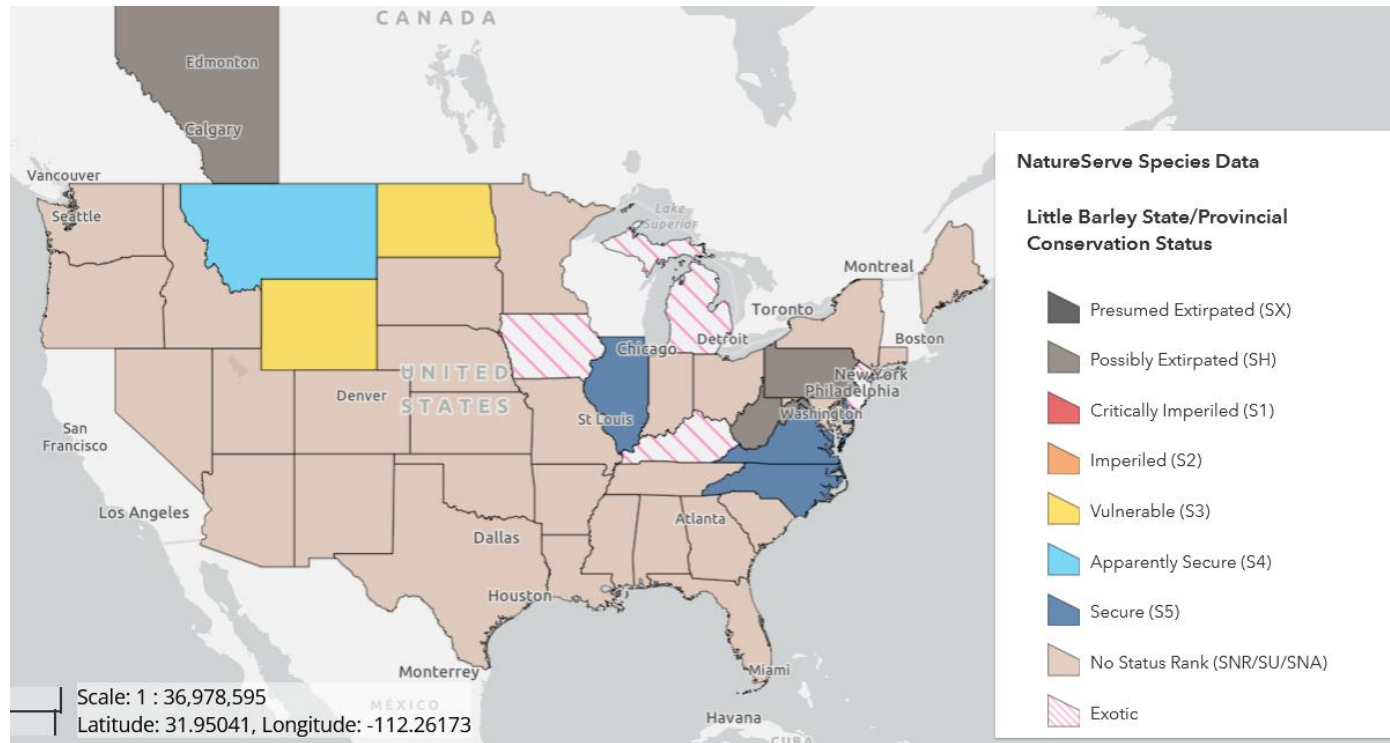 CANADA
Edmonton
Calgary
Vancouver
Seattle
Lake
Superior
Montreal
Toronto
Boston
Detroit
Chicago
New York
Philadelphia
UNITED
STATES
Denver
Washington
St Louis
San
Francisco
Los Angeles
Atlanta
Dallas
Houston
Monterrey
Miami
MÉXICO
Havana
CUBA
Scale: 1 : 36,978,595
Latitude: 31.95041, Longitude: -112.26173
NatureServe Species Data
Little Barley State/Provincial
Conservation Status
Presumed Extirpated (SX)
Possibly Extirpated (SH)
Critically Imperiled (S1)
Imperiled (S2)
Vulnerable (S3)
Apparently Secure (S4)
Secure (S5)
No Status Rank (SNR/SU/SNA)
Exotic